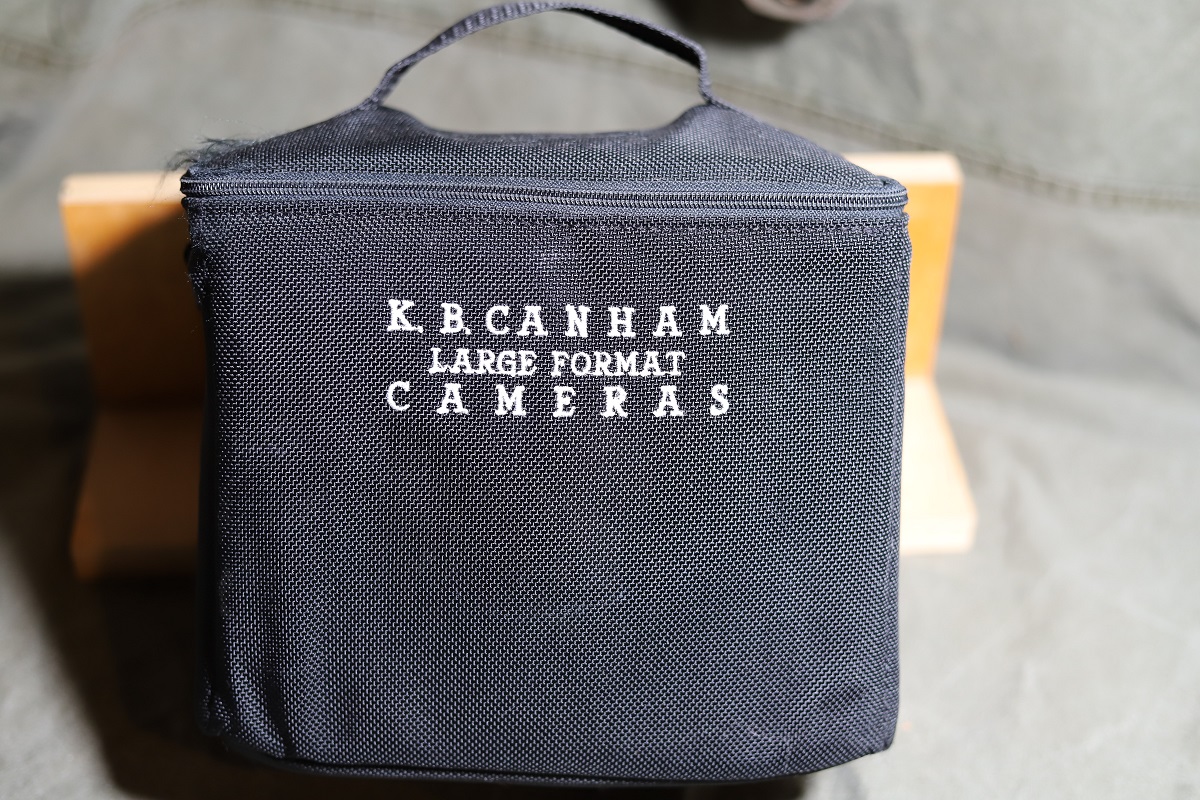 K. B. CANHAM
LARGE FORMAT
CAMERAS